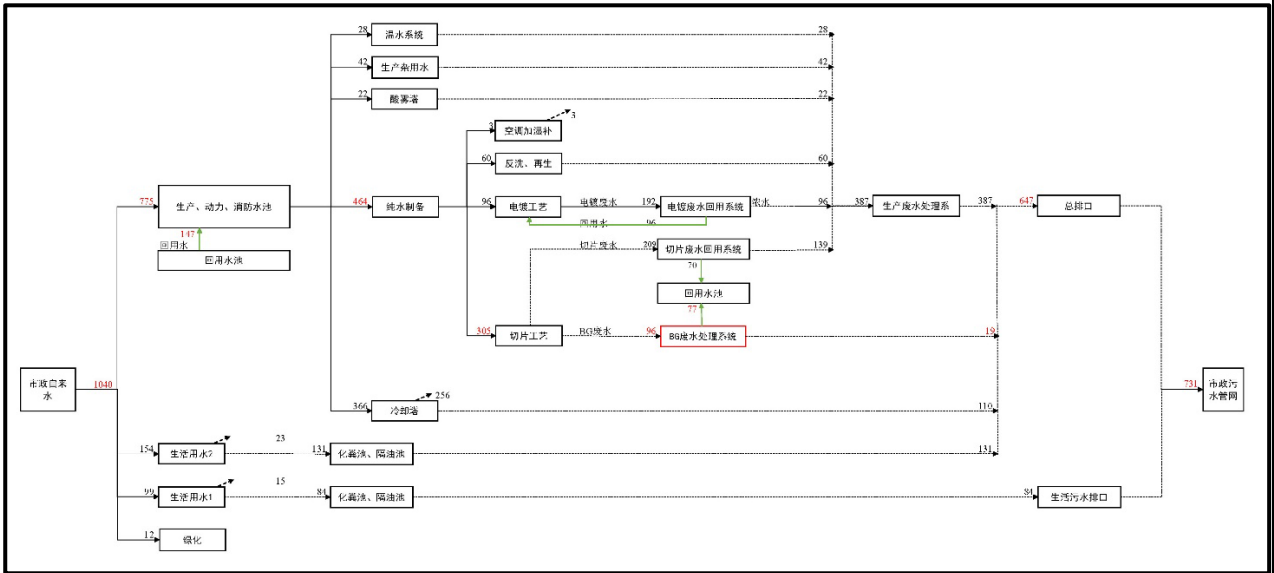 28
温水系统
28
42
生产杂用水
42
22
酸雾塔
22
3
空调加湿补
3
60
反洗、再生
60
775
生产、动力、消防水池
464
纯水制备
96
电镀工艺
电镀废水
192
电镀废水回用系统
浓水
96
387
生产废水处理系
387
647
总排口
回用水
96
147
回用水
回用水池
切片废水
209
切片废水回用系统
139
70
回用水池
77
305
切片工艺
BG废水
96
BG废水处理系统
19
市政自来
水
1040
366
冷却塔
256
110
731
市政污
水管网
154
生活用水2
23
131
化粪池、隔油池
131
99
生活用水1
15
84
化粪池、隔油池
84
生活污水排口
12
绿化